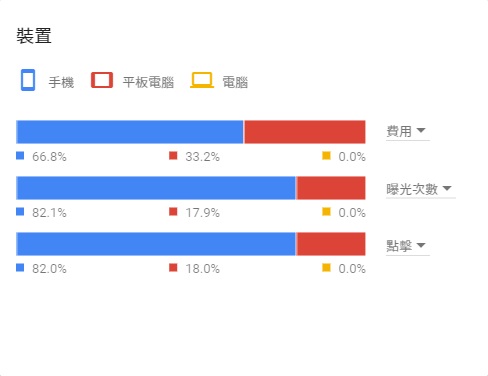 裝置
手機 平板電腦 電腦
費用
66.8% 33.2% 0.0%
曝光次數
82.1% 17.9% 0.0%
點擊
82.0% 18.0% 0.0%